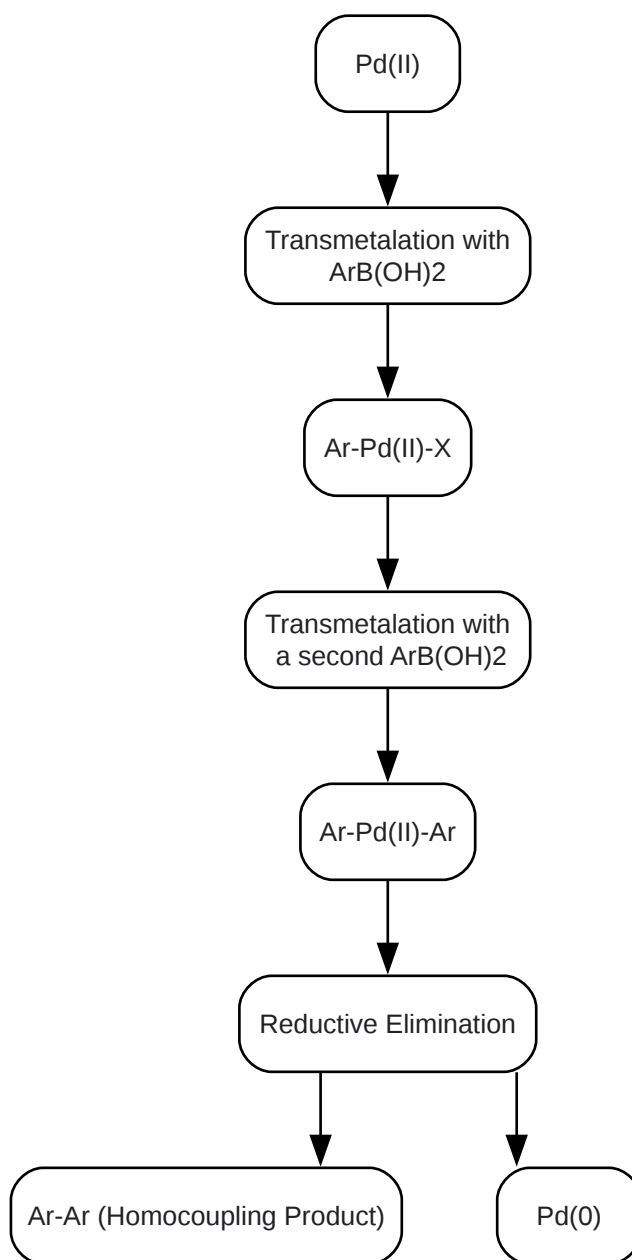 Pd(II)
Transmetalation with
ArB(OH)2
Ar-Pd(II)-X
Transmetalation with
a second ArB(OH)2
Ar-Pd(II)-Ar
Reductive Elimination
Ar-Ar (Homocoupling Product)
Pd(0)